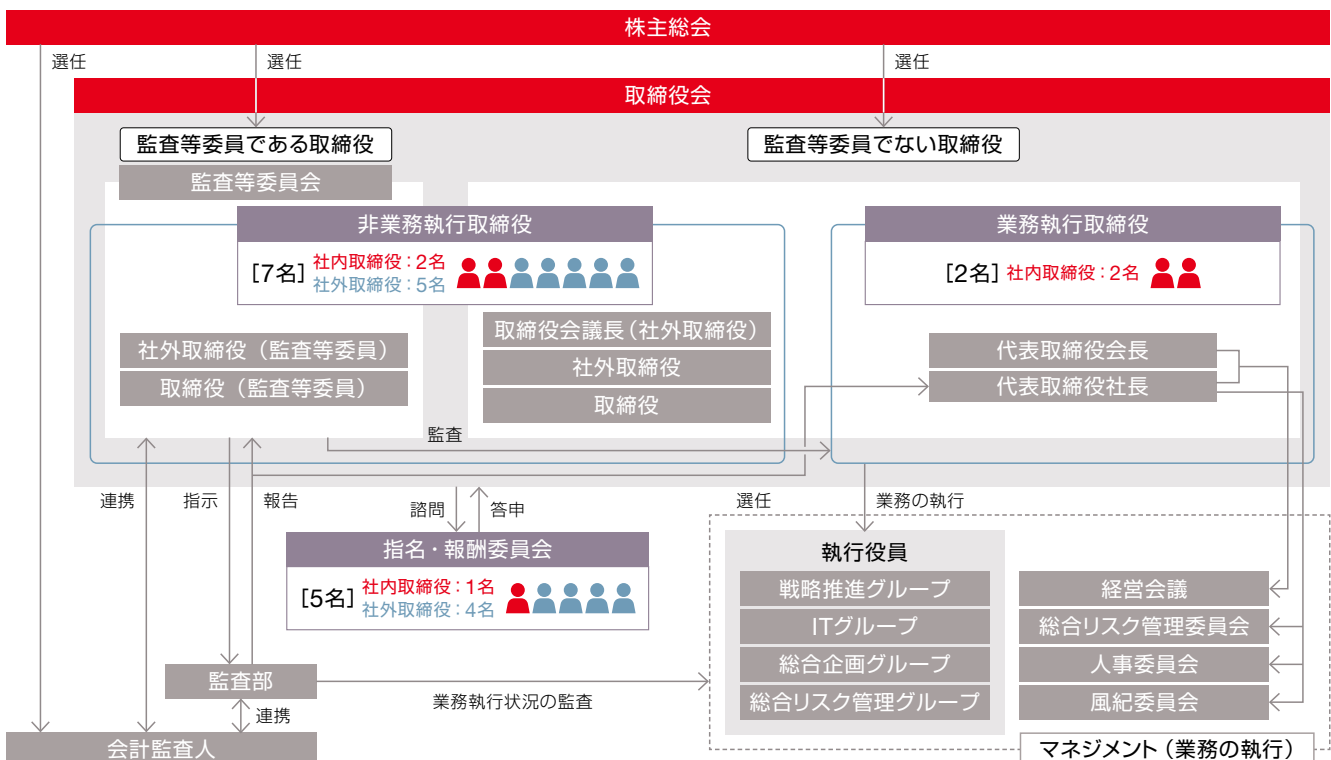 株主総会
選任
選任
選任
取締役会
監査等委員である取締役
監査等委員でない取締役
監査等委員会
非業務執行取締役
[7名]
社内取締役：2名
社外取締役：5名
業務執行取締役
[2名] 社内取締役：2名
社外取締役（監査等委員）
取締役（監査等委員）
取締役会議長（社外取締役）
社外取締役
取締役
代表取締役会長
代表取締役社長
監査
連携
指示
報告
諮問
答申
選任
業務の執行
指名・報酬委員会
[5名]
社内取締役：1名
社外取締役：4名
執行役員
戦略推進グループ
ITグループ
総合企画グループ
総合リスク管理グループ
経営会議
総合リスク管理委員会
人事委員会
風紀委員会
監査部
業務執行状況の監査
連携
会計監査人
マネジメント（業務の執行）